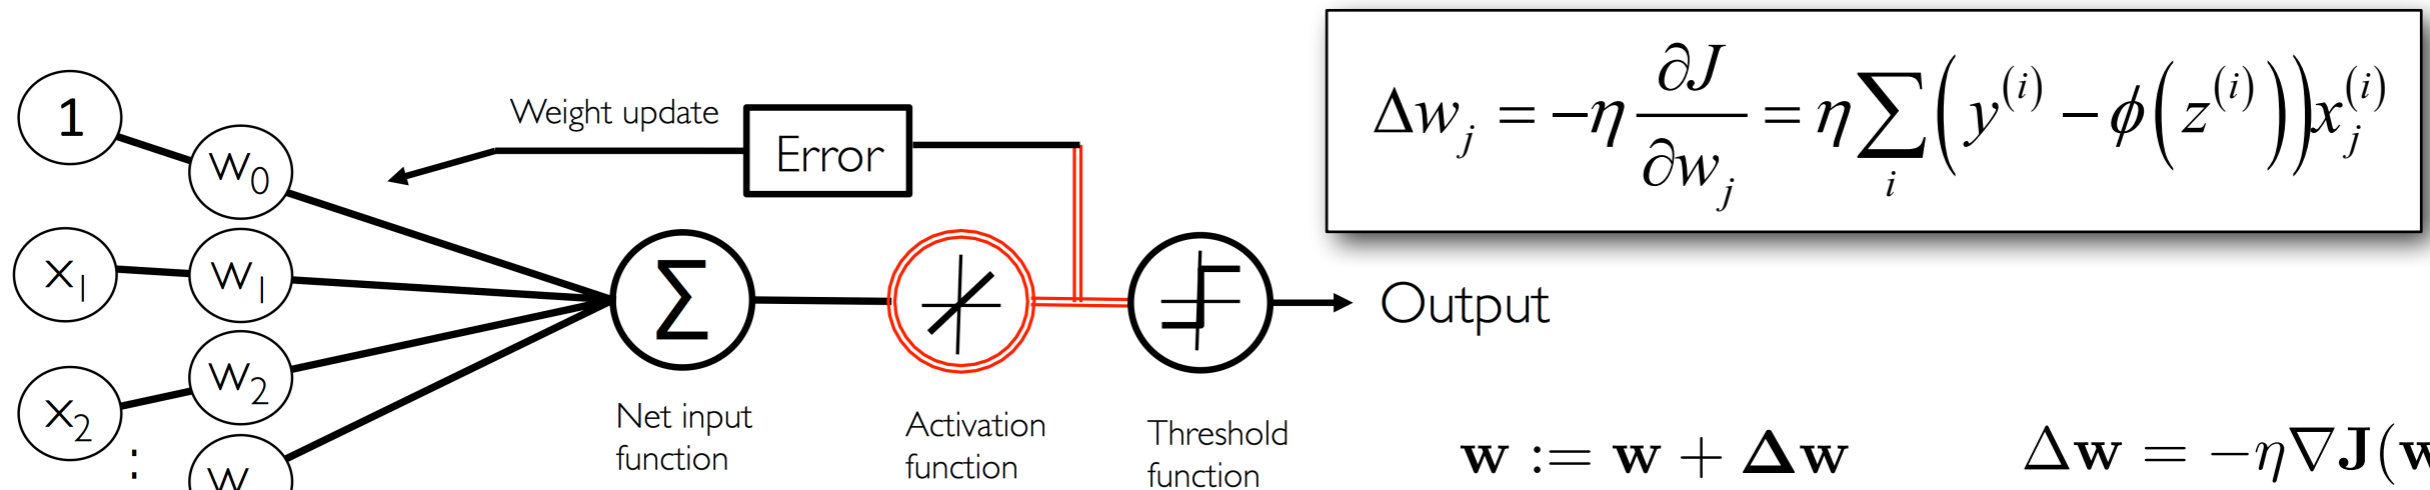 1
w₀
Weight update
Error
Δwⱼ = −η ∂J/∂wⱼ = η∑ᵢ(y⁽ⁱ⁾ − ϕ(z⁽ⁱ⁾))xⱼ⁽ⁱ⁾
x₁
w₁
∑
Output
x₂
w₂
⋮
w
Net input
function
Activation
function
Threshold
function
w := w + Δw
Δw = −η∇J(w